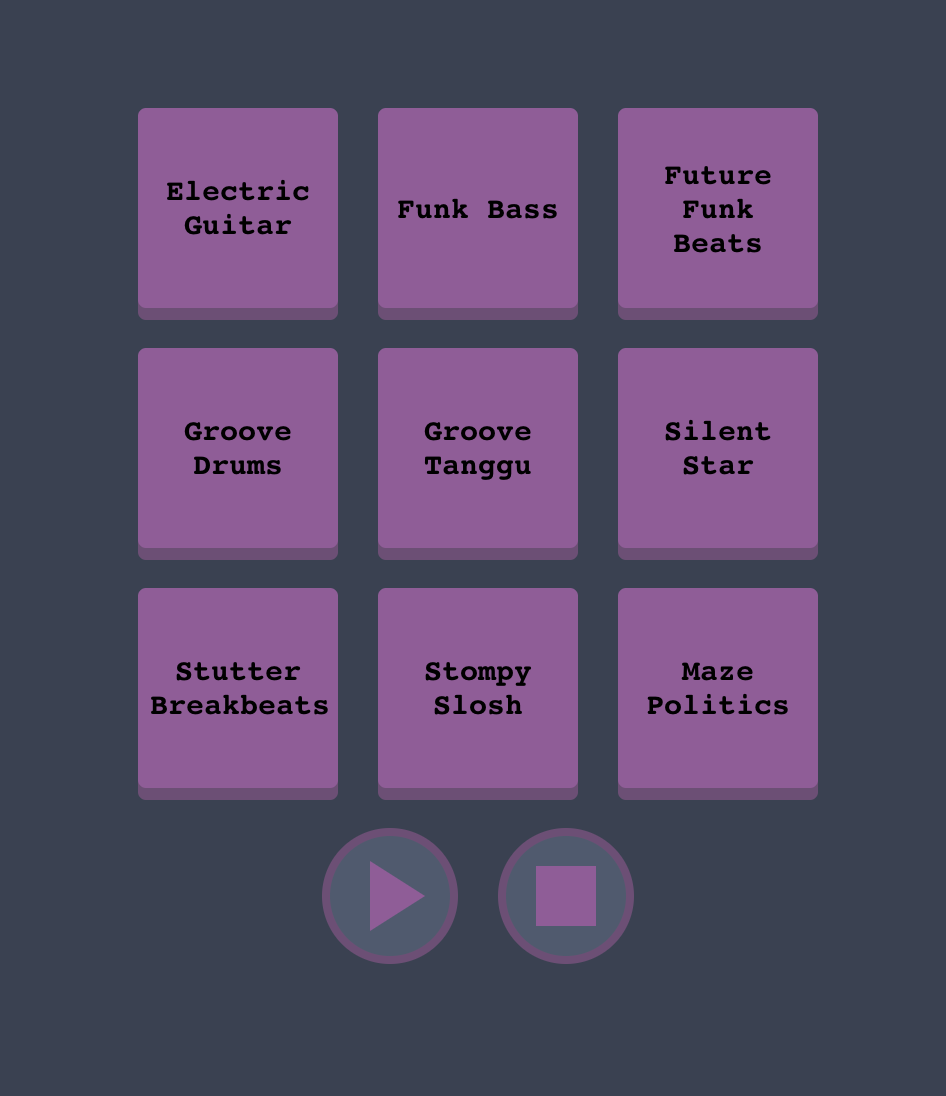 Electric
Guitar
Funk Bass
Future
Funk
Beats
Groove
Drums
Groove
Tanggu
Silent
Star
Stutter
Breakbeats
Stompy
Slosh
Maze
Politics